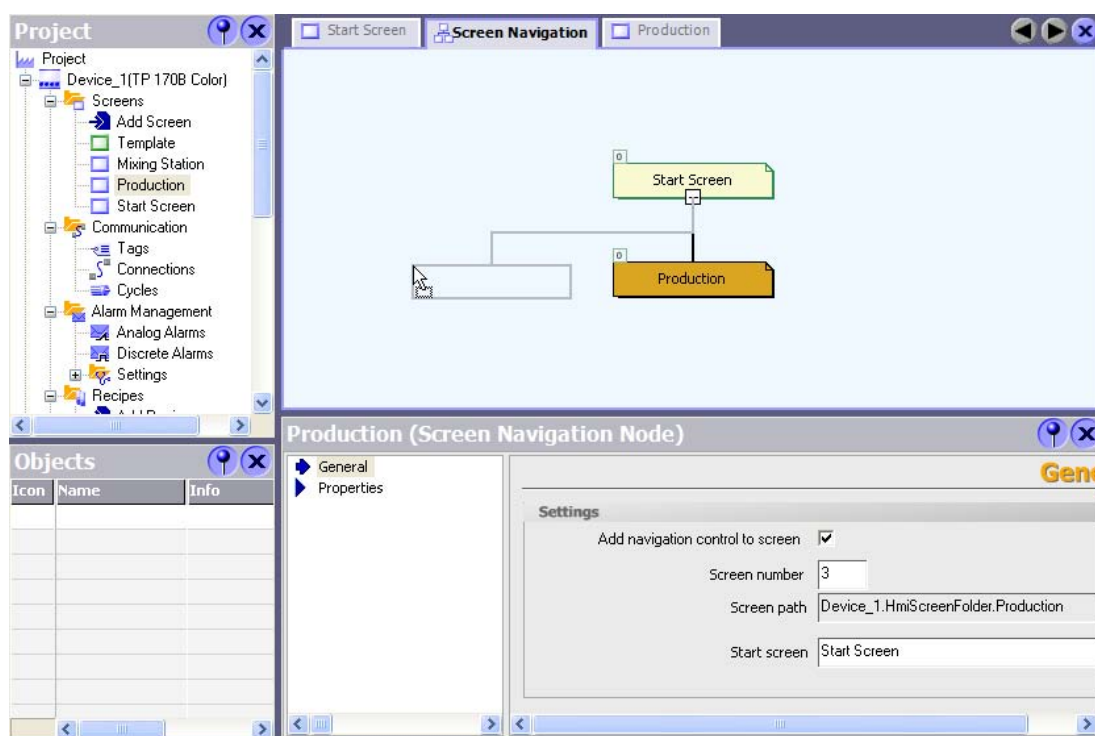 Project
Project
Device_1(TP 170B Color)
Screens
Add Screen
Template
Mixing Station
Production
Start Screen
Communication
Tags
Connections
Cycles
Alarm Management
Analog Alarms
Discrete Alarms
Settings
Recipes
Objects
Icon Name Info
Start Screen Screen Navigation Production
0
Start Screen
0
Production
Production (Screen Navigation Node)
General
Properties
Gene
Settings
Add navigation control to screen
Screen number 3
Screen path Device_1.HmiScreenFolder.Production
Start screen Start Screen